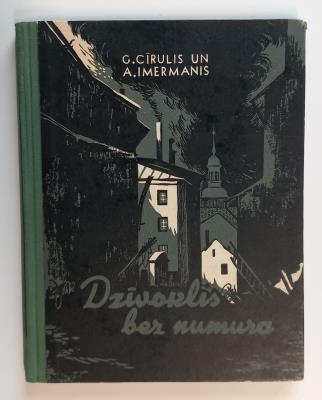 G.CĪRULIS UN
A.IMERMANIS
Dzīvoklis
bez numura